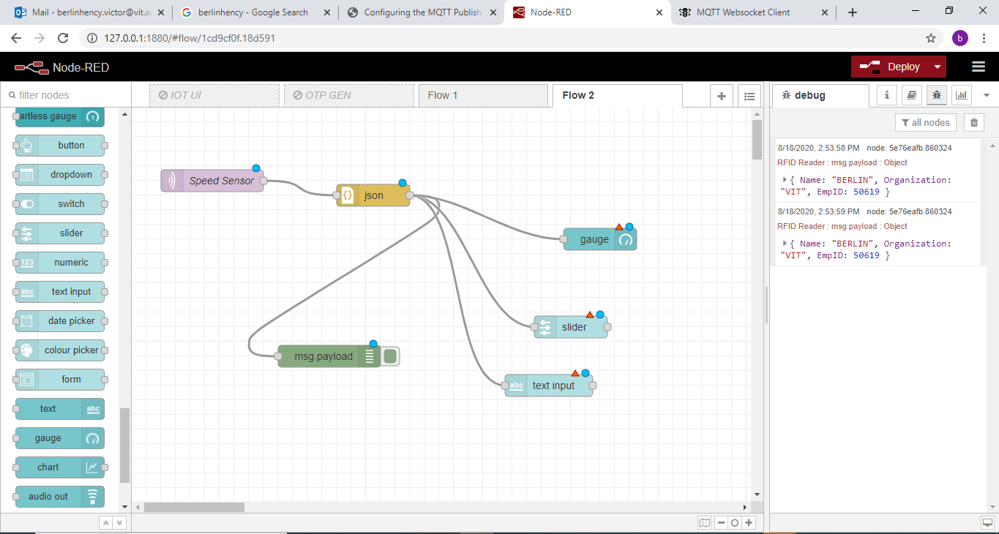 Mail - berlinhency.victor@vit.a
berlinhency - Google Search
Configuring the MQTT Publish
Node-RED
MQTT Websocket Client
127.0.0.1:1880/#flow/1cd9cf0f.18d591
b
Node-RED
Deploy
filter nodes
IOT UI
OTP GEN
Flow 1
Flow 2
debug
i
all nodes
artless gauge
button
dropdown
switch
slider
123 numeric
abc text input
date picker
colour picker
form
text abc
gauge
chart
audio out
Speed Sensor
{} json
gauge
slider
msg.payload
abc text input
8/18/2020, 2:53:58 PM node: 5e76eafb.860324
RFID Reader : msg.payload : Object
{ Name: "BERLIN", Organization:
"VIT", EmpID: 50619 }
8/18/2020, 2:53:59 PM node: 5e76eafb.860324
RFID Reader : msg.payload : Object
{ Name: "BERLIN", Organization:
"VIT", EmpID: 50619 }